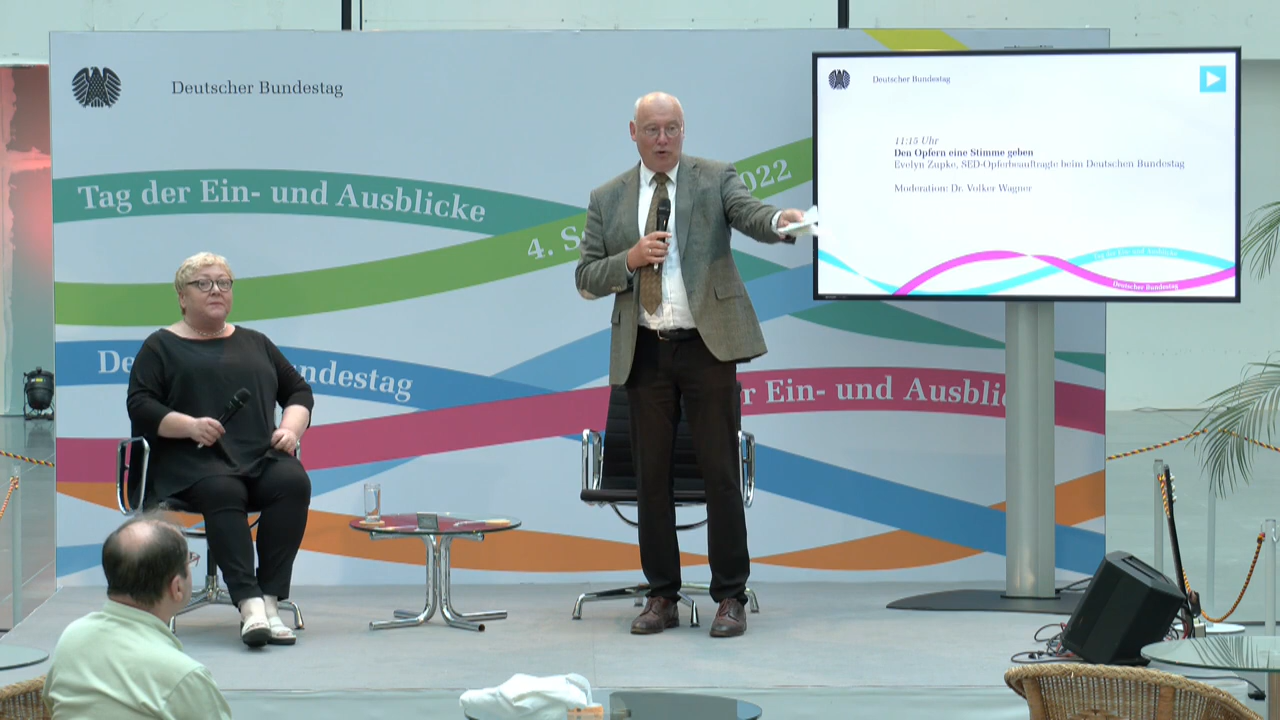 Deutscher Bundestag
Tag der Ein- und Ausblicke
4. S
2022
De
ndestag
r Ein- und Ausblic
Deutscher Bundestag
11:15 Uhr
Den Opfern eine Stimme geben
Evelyn Zupke, SED-Opferbeauftragte beim Deutschen Bundestag
Moderation: Dr. Volker Wagner
Tag der Ein- und Ausblicke
Deutscher Bundestag